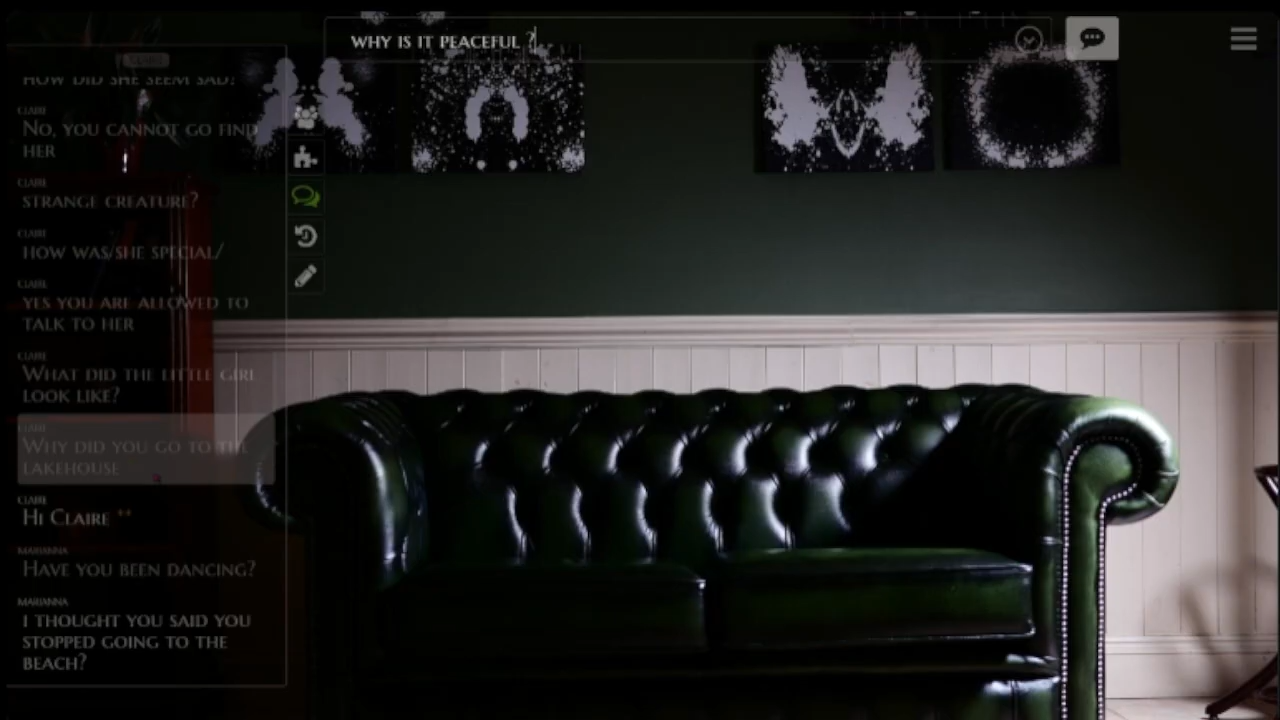 WHY IS IT PEACEFUL ?
CLAIRE
HOW DID SHE SEEM SAD?
CLAIRE
NO, YOU CANNOT GO FIND
HER
CLAIRE
STRANGE CREATURE?
CLAIRE
HOW WAS SHE SPECIAL/
CLAIRE
YES YOU ARE ALLOWED TO
TALK TO HER
CLAIRE
WHAT DID THE LITTLE GIRL
LOOK LIKE?
CLAIRE
WHY DID YOU GO TO THE
LAKEHOUSE
CLAIRE
HI CLAIRE **
MARIANNA
HAVE YOU BEEN DANCING?
MARIANNA
I THOUGHT YOU SAID YOU
STOPPED GOING TO THE
BEACH?